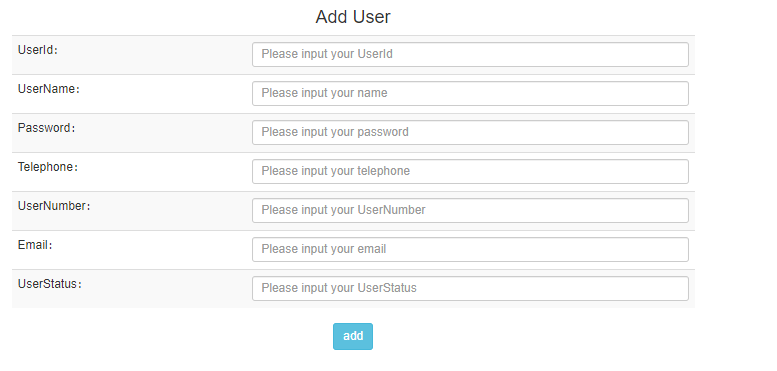 Add User
UserId: Please input your UserId
UserName: Please input your name
Password: Please input your password
Telephone: Please input your telephone
UserNumber: Please input your UserNumber
Email: Please input your email
UserStatus: Please input your UserStatus
add